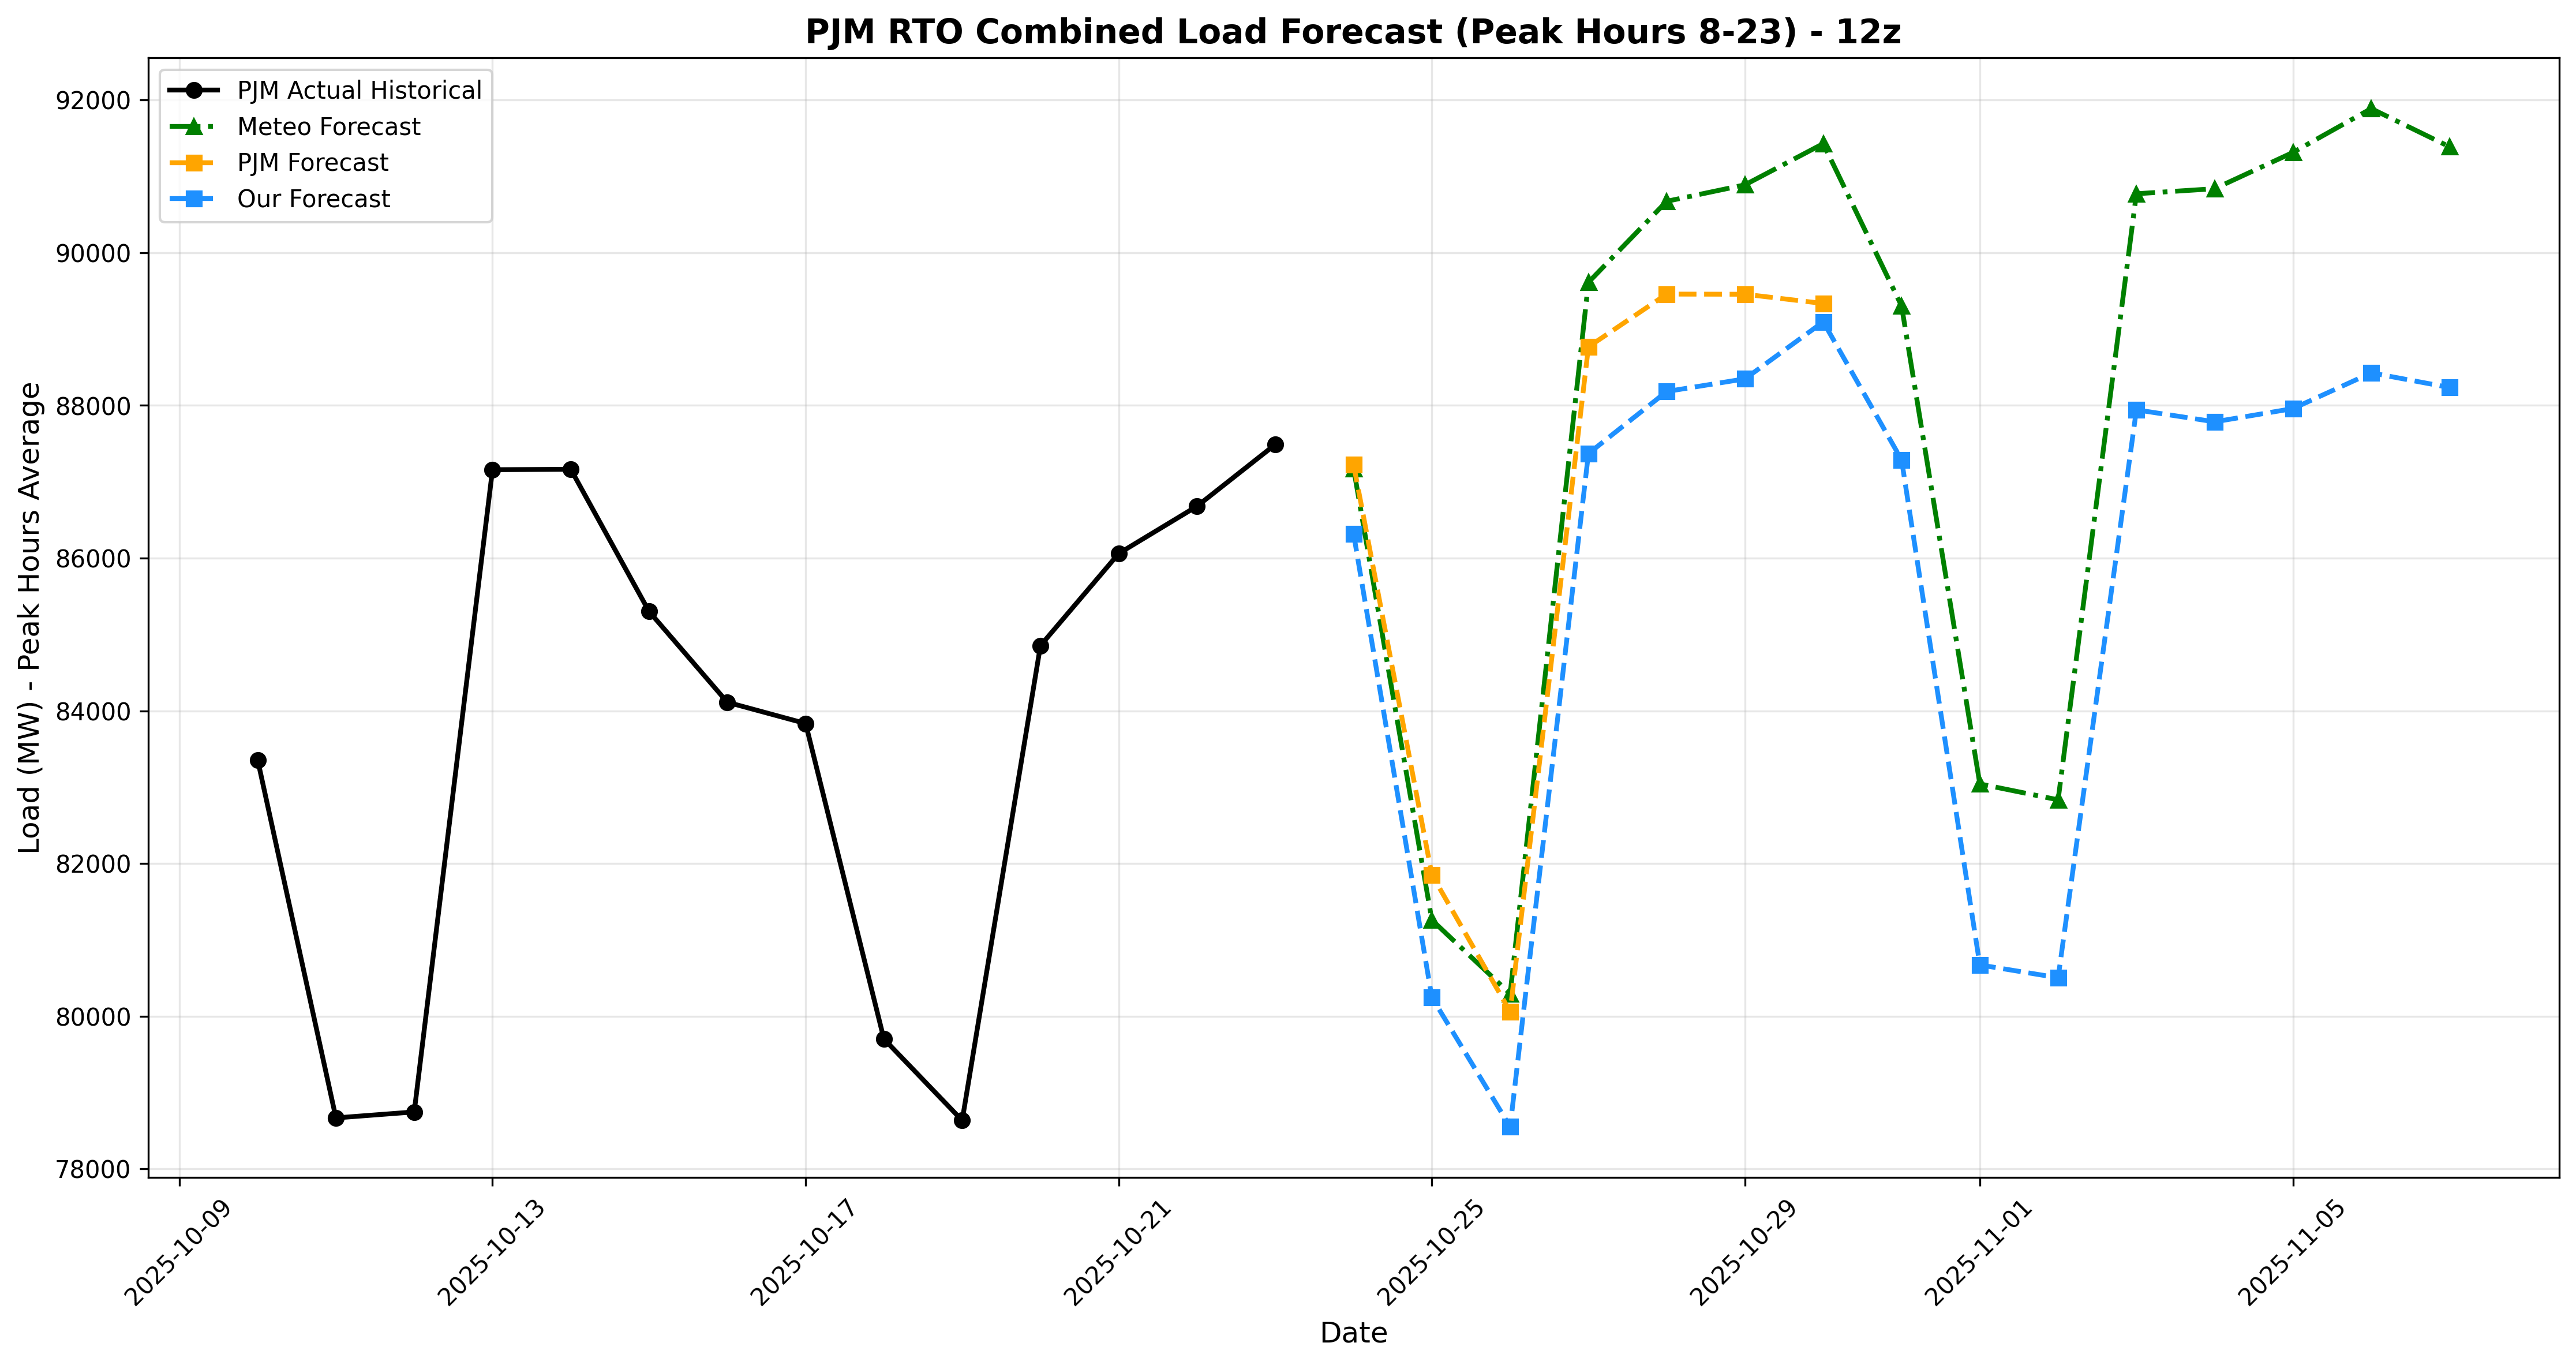 PJM RTO Combined Load Forecast (Peak Hours 8-23) - 12z
PJM Actual Historical
Meteo Forecast
PJM Forecast
Our Forecast
Load (MW) - Peak Hours Average
92000
90000
88000
86000
84000
82000
80000
78000
2025-10-09
2025-10-13
2025-10-17
2025-10-21
2025-10-25
2025-10-29
2025-11-01
2025-11-05
Date